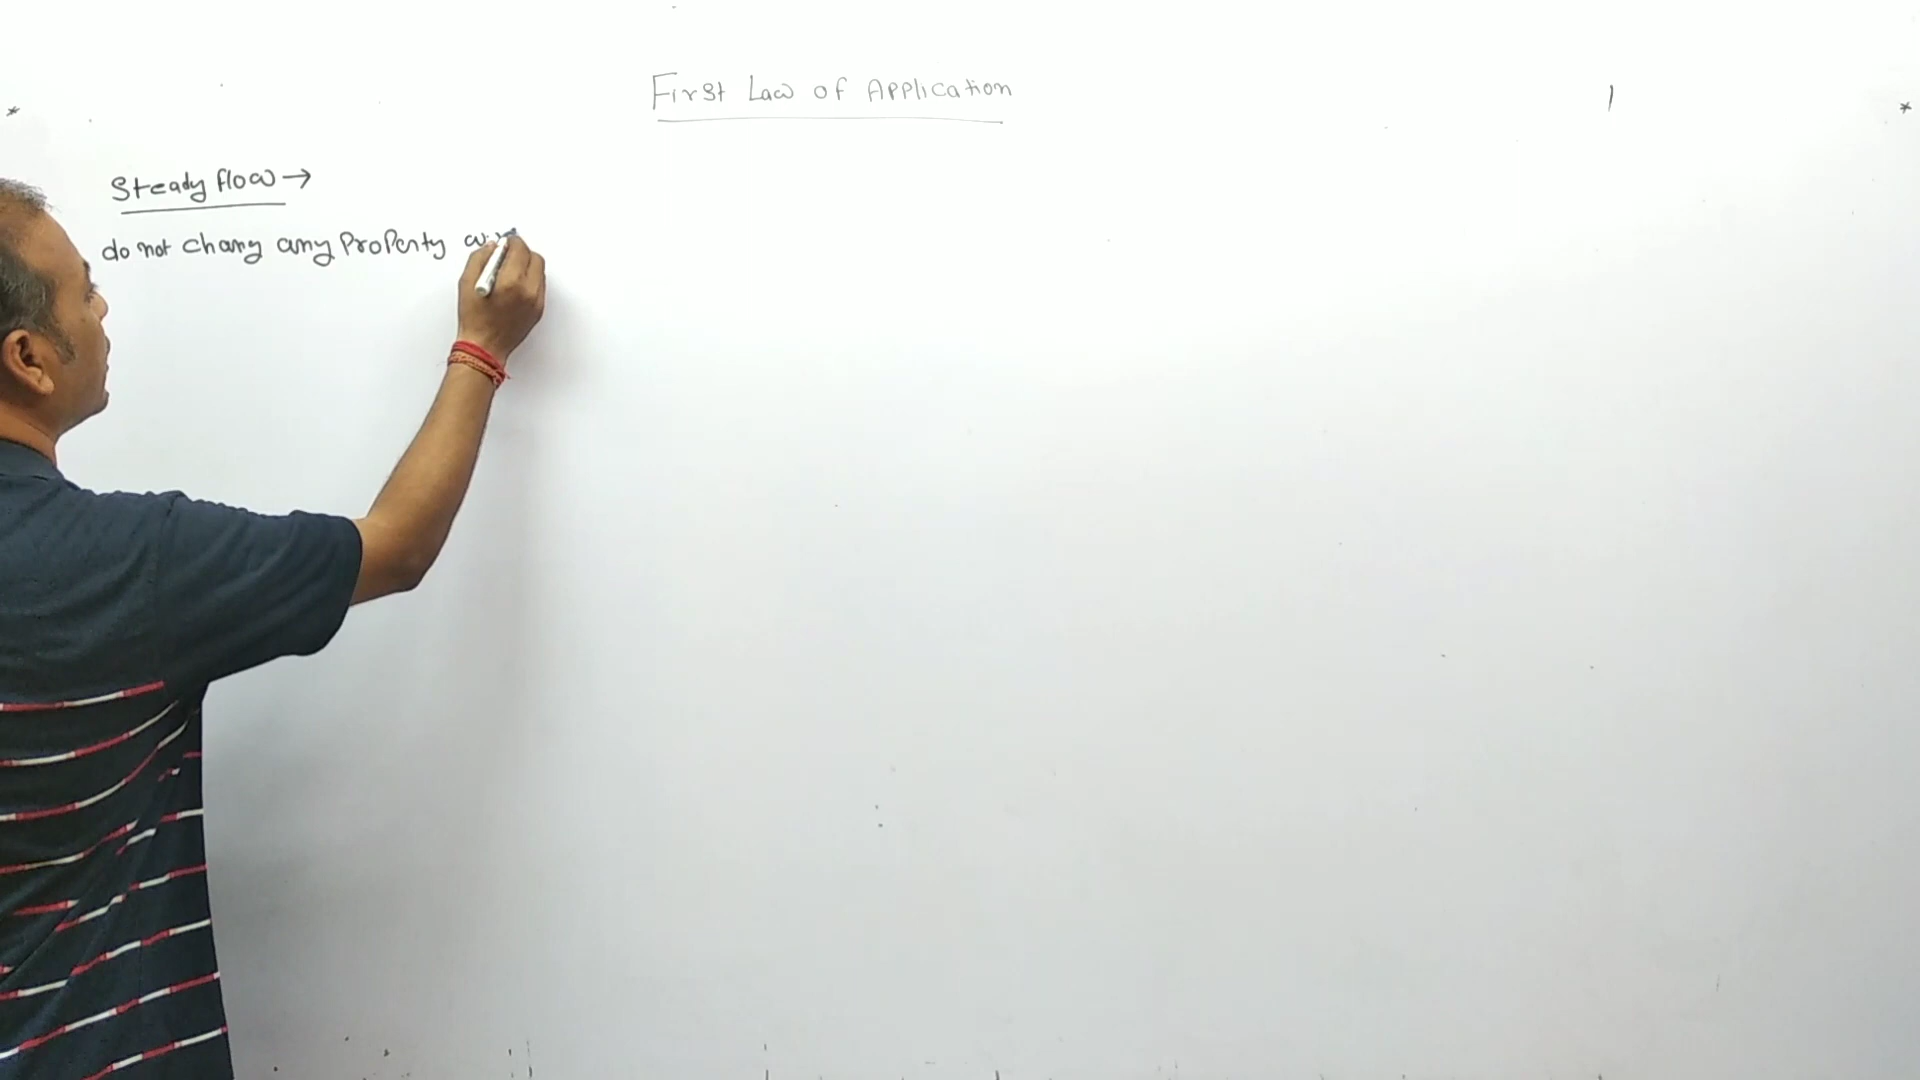 First Law of Application
1
Steady flow →
do not chang any Property